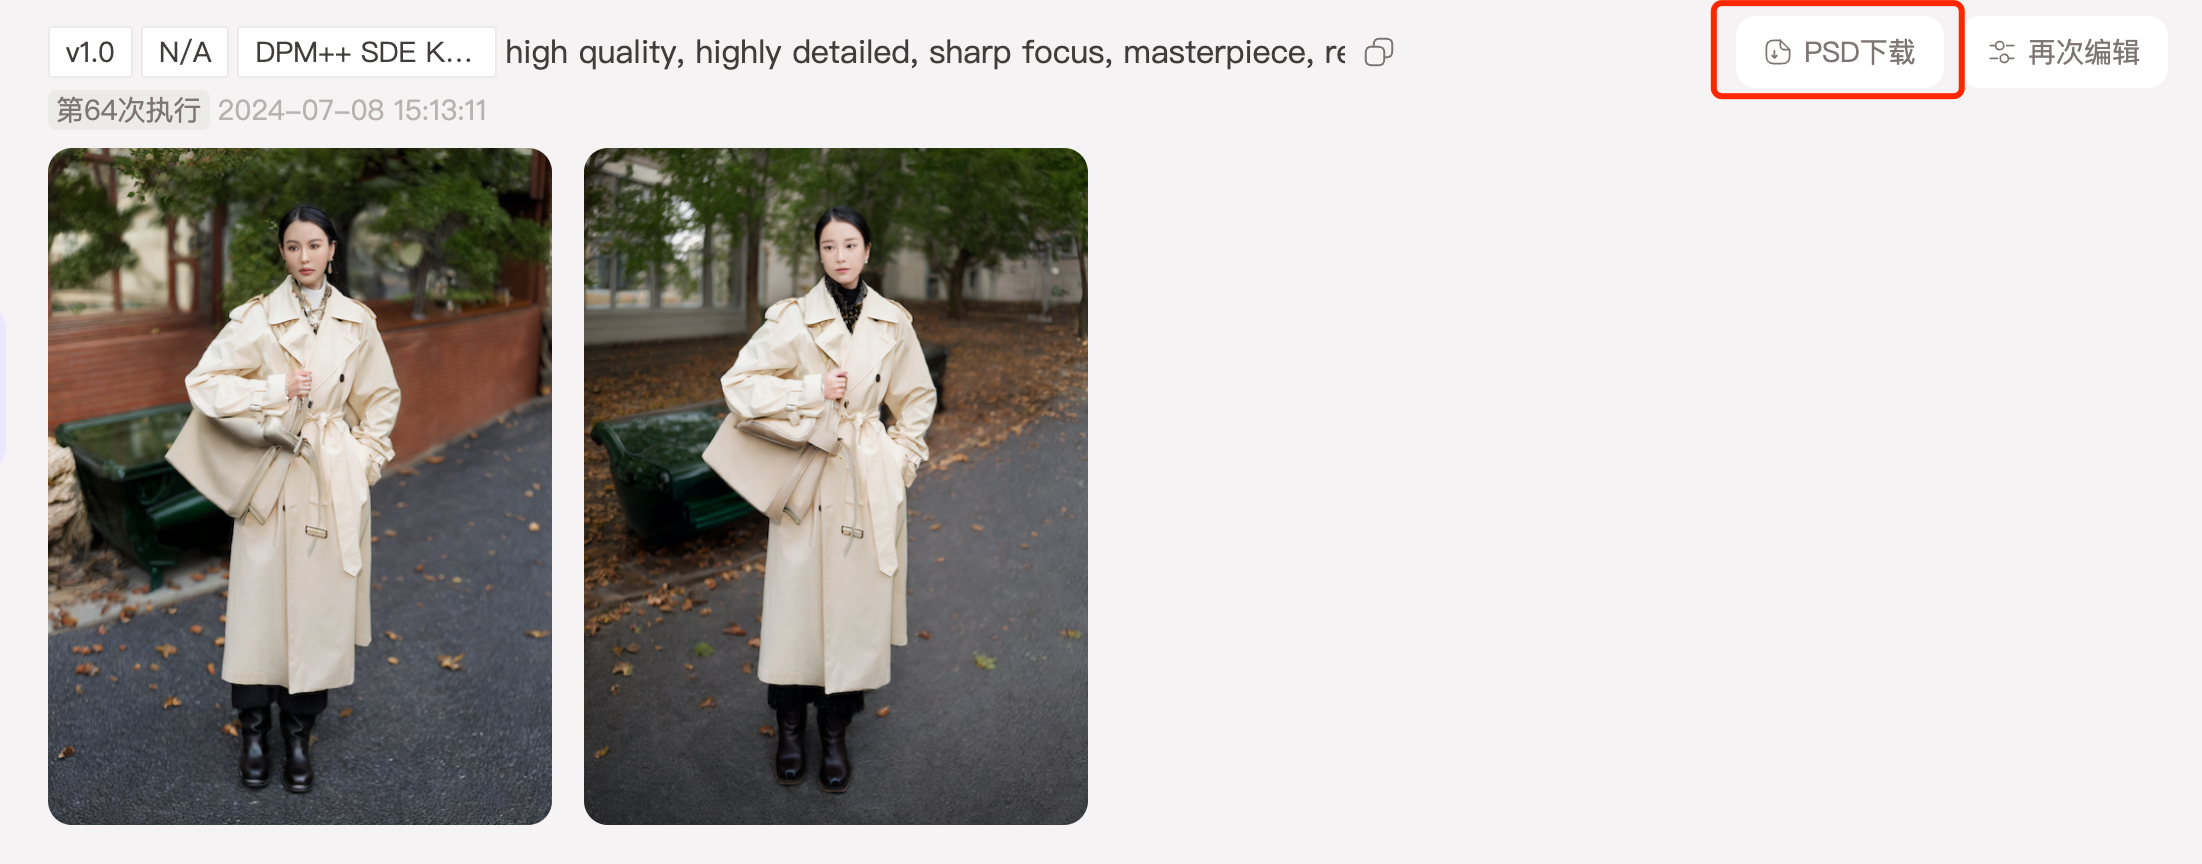 v1.0 N/A DPM++ SDE K... high quality, highly detailed, sharp focus, masterpiece, re PSD下载 再次编辑
第64次执行 2024-07-08 15:13:11